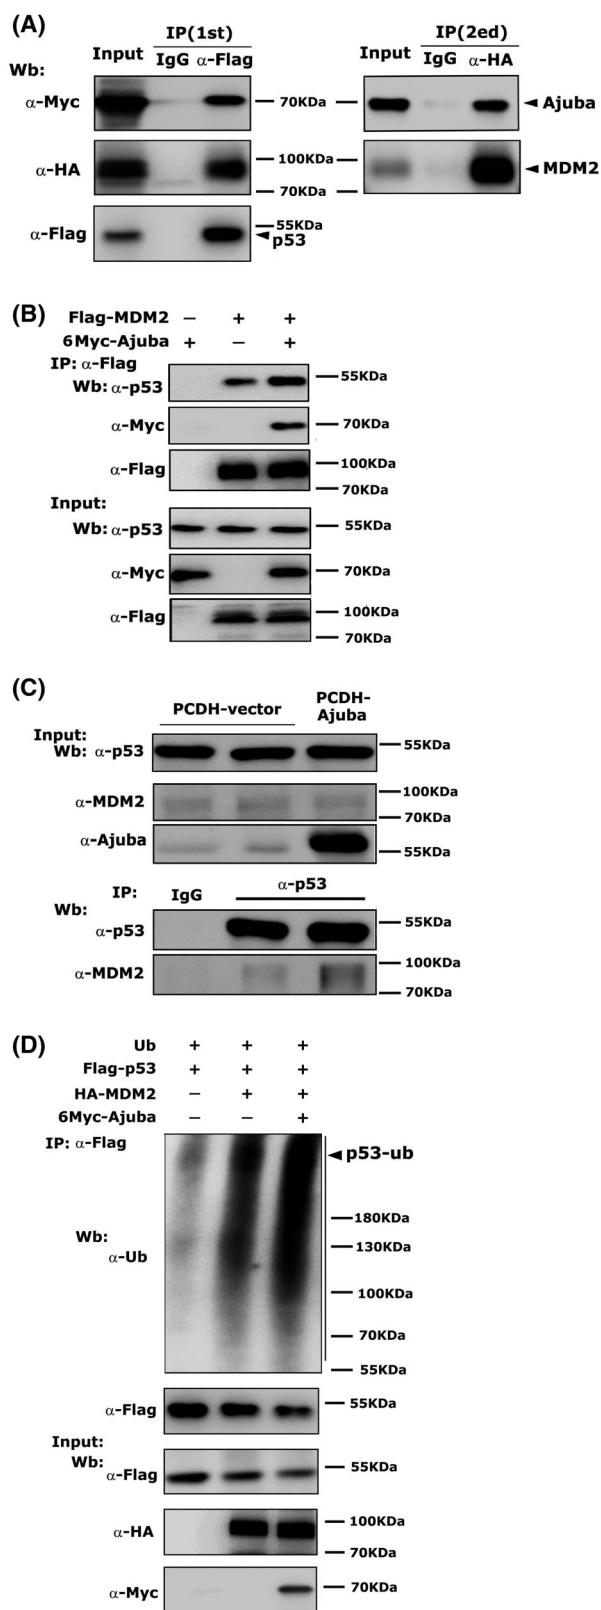 (A)
IP(1st) IP(2ed)
Input IgG α-Flag Input IgG α-HA
Wb:
α-Myc 70KDa Ajuba
α-HA 100KDa MDM2
70KDa
α-Flag 55KDa
p53
(B)
Flag-MDM2 – + +
6Myc-Ajuba + – +
IP: α-Flag
Wb: α-p53 55KDa
α-Myc 70KDa
α-Flag 100KDa
70KDa
Input:
Wb: α-p53 55KDa
α-Myc 70KDa
α-Flag 100KDa
70KDa
(C)
PCDH-vector PCDH-
Ajuba
Input:
Wb: α-p53 55KDa
α-MDM2 100KDa
70KDa
α-Ajuba 55KDa
IP: IgG α-p53
Wb:
α-p53 55KDa
α-MDM2 100KDa
70KDa
(D)
Ub + + +
Flag-p53 + + +
HA-MDM2 – + +
6Myc-Ajuba – – +
IP: α-Flag
p53-ub
180KDa
Wb: 130KDa
α-Ub
100KDa
70KDa
55KDa
α-Flag 55KDa
Input:
Wb:
α-Flag 55KDa
α-HA 100KDa
70KDa
α-Myc 70KDa